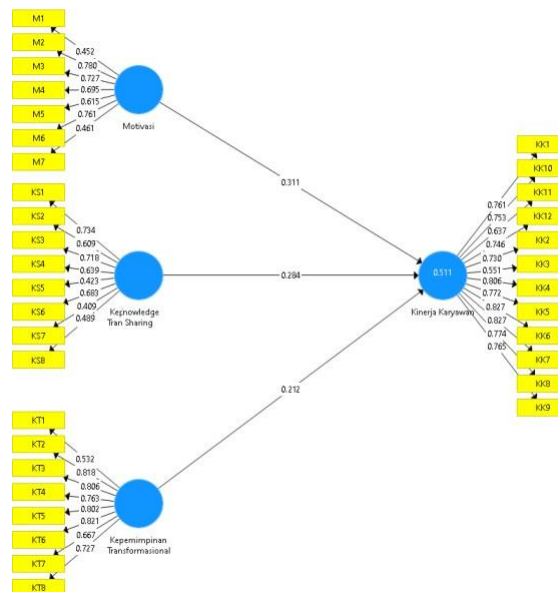 M1
M2
M3
M4
M5
M6
M7
0.452
0.780
0.727
0.695
0.615
0.761
0.461
Motivasi
0.311
KS1
KS2
KS3
KS4
KS5
KS6
KS7
KS8
0.734
0.609
0.718
0.639
0.423
0.683
0.409
0.489
Kepnowledge
Tran Sharing
0.284
KT1
KT2
KT3
KT4
KT5
KT6
KT7
KT8
0.532
0.818
0.806
0.763
0.802
0.821
0.667
0.727
Kepemimpinan
Transformasional
0.212
0.511
Kinerja Karyawan
0.761
0.753
0.637
0.746
0.730
0.551
0.806
0.772
0.827
0.827
0.774
0.765
KK1
KK10
KK11
KK12
KK2
KK3
KK4
KK5
KK6
KK7
KK8
KK9